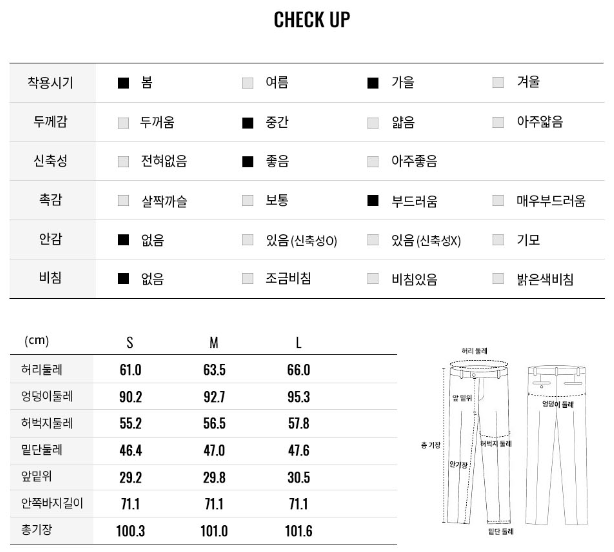 CHECK UP
착용시기 봄 여름 가을 겨울
두께감 두꺼움 중간 얇음 아주얇음
신축성 전혀없음 좋음 아주좋음
촉감 살짝까슬 보통 부드러움 매우부드러움
안감 없음 있음(신축성O) 있음(신축성X) 기모
비침 없음 조금비침 비침있음 밝은색비침
(cm) S M L
허리둘레 61.0 63.5 66.0
엉덩이둘레 90.2 92.7 95.3
허벅지둘레 55.2 56.5 57.8
밑단둘레 46.4 47.0 47.6
앞밑위 29.2 29.8 30.5
안쪽바지길이 71.1 71.1 71.1
총기장 100.3 101.0 101.6
허리 둘레
앞 밑위
엉덩이 둘레
총 기장
허벅지 둘레
안기장
밑단 둘레